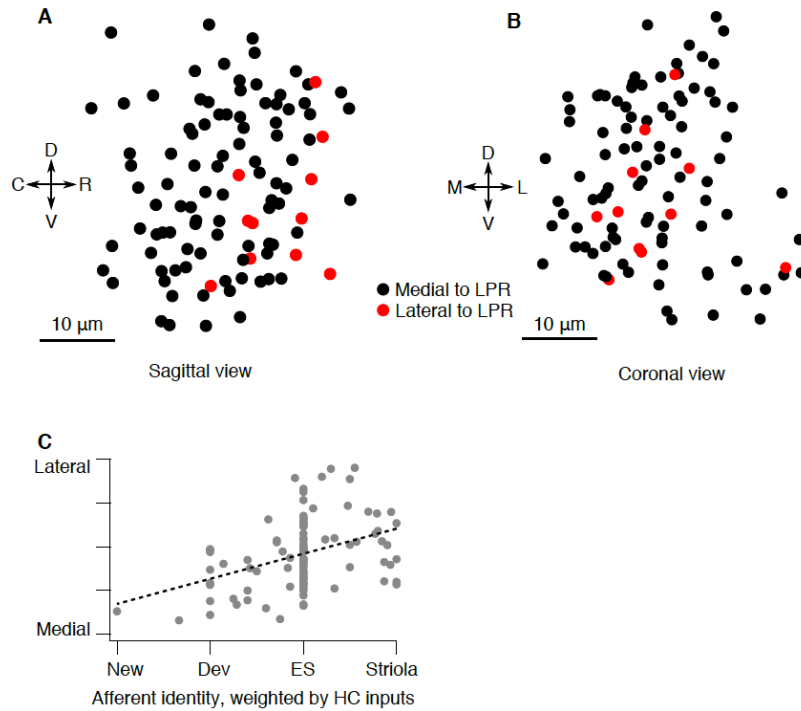 A
B
D
C R
V
D
M L
V
Medial to LPR
Lateral to LPR
10 µm
10 µm
Sagittal view
Coronal view
C
Lateral
Medial
New Dev ES Striola
Afferent identity, weighted by HC inputs